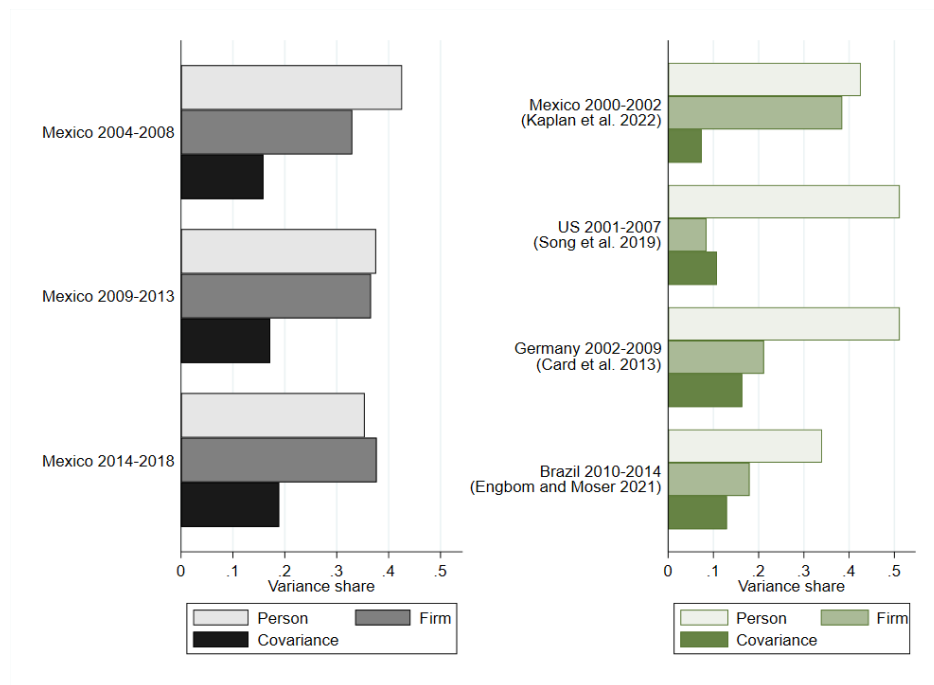 Mexico 2004-2008
Mexico 2009-2013
Mexico 2014-2018
0 .1 .2 .3 .4 .5
Variance share
Person Firm
Covariance
Mexico 2000-2002
(Kaplan et al. 2022)
US 2001-2007
(Song et al. 2019)
Germany 2002-2009
(Card et al. 2013)
Brazil 2010-2014
(Engbom and Moser 2021)
0 .1 .2 .3 .4 .5
Variance share
Person Firm
Covariance